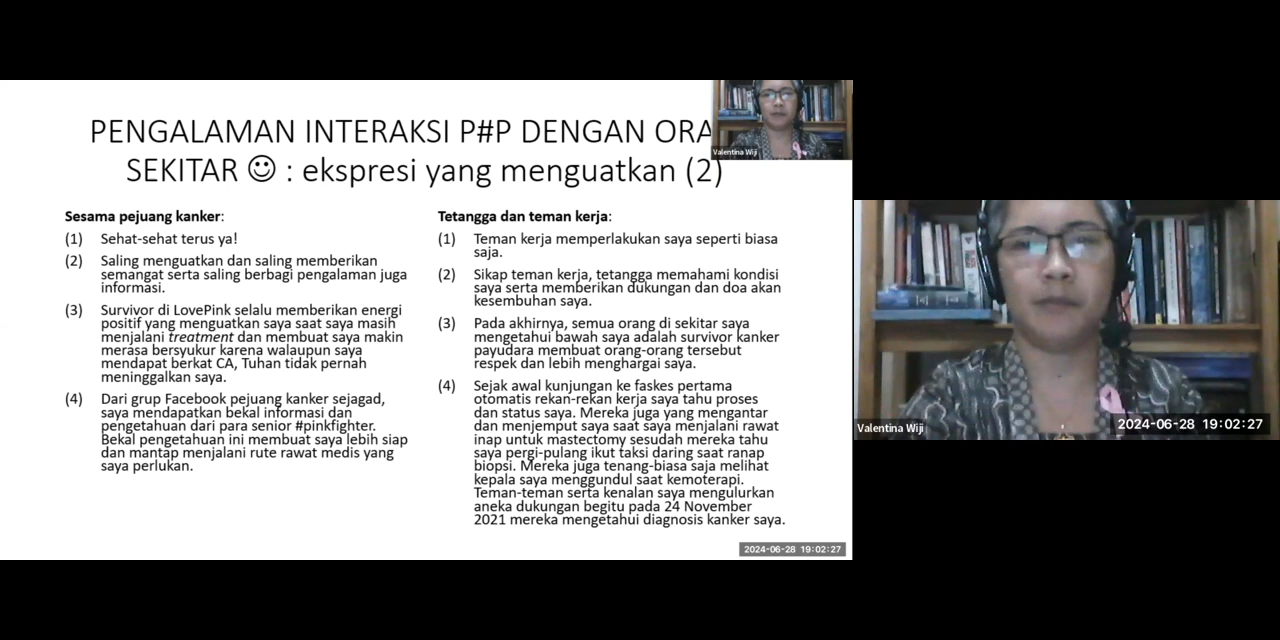 PENGALAMAN INTERAKSI P#P DENGAN ORA
SEKITAR ☺ : ekspresi yang menguatkan (2)
Valentina Wiji
Sesama pejuang kanker:
(1) Sehat-sehat terus ya!
(2) Saling menguatkan dan saling memberikan
semangat serta saling berbagi pengalaman juga
informasi.
(3) Survivor di LovePink selalu memberikan energi
positif yang menguatkan saya saat saya masih
menjalani treatment dan membuat saya makin
merasa bersyukur karena walaupun saya
mendapat berkat CA, Tuhan tidak pernah
meninggalkan saya.
(4) Dari grup Facebook pejuang kanker sejagad,
saya mendapatkan bekal informasi dan
pengetahuan dari para senior #pinkfighter.
Bekal pengetahuan ini membuat saya lebih siap
dan mantap menjalani rute rawat medis yang
saya perlukan.
Tetangga dan teman kerja:
(1) Teman kerja memperlakukan saya seperti biasa
saja.
(2) Sikap teman kerja, tetangga memahami kondisi
saya serta memberikan dukungan dan doa akan
kesembuhan saya.
(3) Pada akhirnya, semua orang di sekitar saya
mengetahui bawah saya adalah survivor kanker
payudara membuat orang-orang tersebut
respek dan lebih menghargai saya.
(4) Sejak awal kunjungan ke faskes pertama
otomatis rekan-rekan kerja saya tahu proses
dan status saya. Mereka juga yang mengantar
dan menjemput saya saat saya menjalani rawat
inap untuk mastectomy sesudah mereka tahu
saya pergi-pulang ikut taksi daring saat ranap
biopsi. Mereka juga tenang-biasa saja melihat
kepala saya menggundul saat kemoterapi.
Teman-teman serta kenalan saya mengulurkan
aneka dukungan begitu pada 24 November
2021 mereka mengetahui diagnosis kanker saya.
2024-06-28 19:02:27
Valentina Wiji
2024-06-28 19:02:27